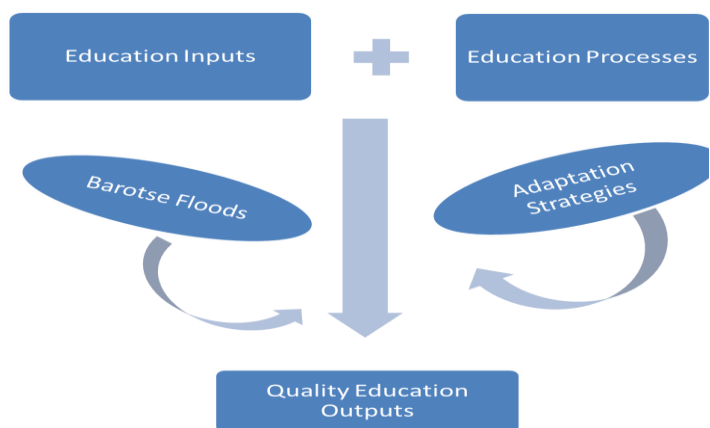 Education Inputs
Education Processes
Barotse Floods
Adaptation
Strategies
Quality Education
Outputs